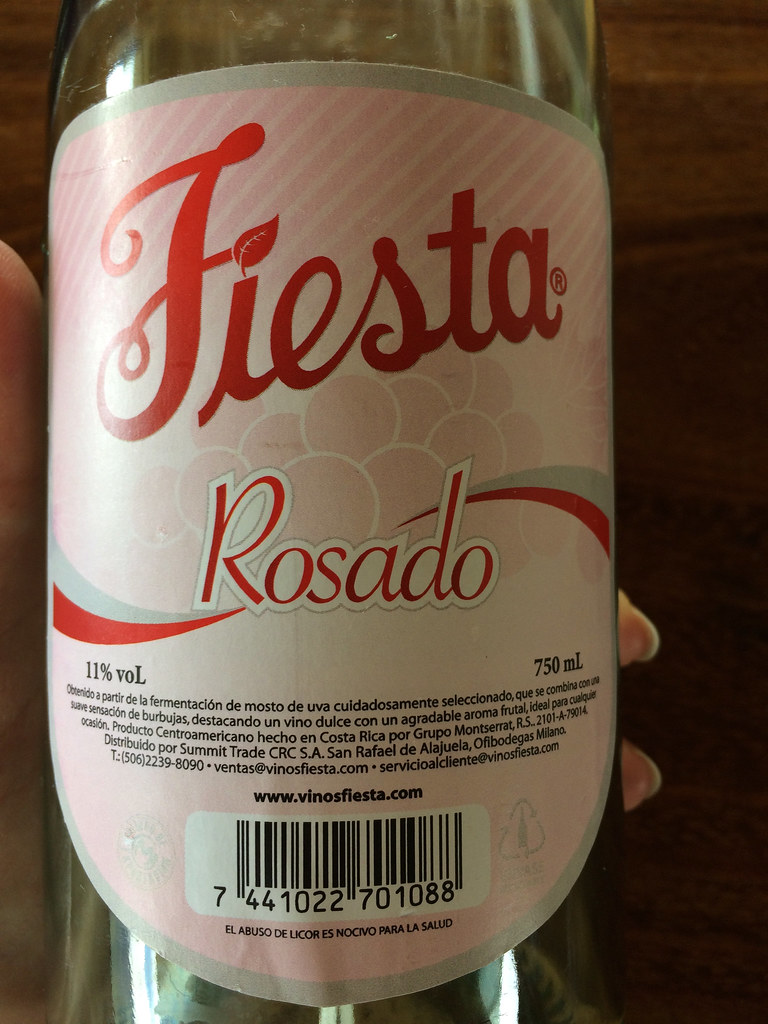 Fiesta®
Rosado
11% voL
750 mL
Obtenido a partir de la fermentación de mosto de uva cuidadosamente seleccionado, que se combina con una
suave sensación de burbujas, destacando un vino dulce con un agradable aroma frutal, ideal para cualquier
ocasión. Producto Centroamericano hecho en Costa Rica por Grupo Montserrat, R.S.. 2101-A-79014.
Distribuido por Summit Trade CRC S.A. San Rafael de Alajuela, Ofibodegas Milano.
T.: (506)2239-8090 • ventas@vinosfiesta.com • servicioalcliente@vinosfiesta.com
www.vinosfiesta.com
7 441022 701088
EL ABUSO DE LICOR ES NOCIVO PARA LA SALUD